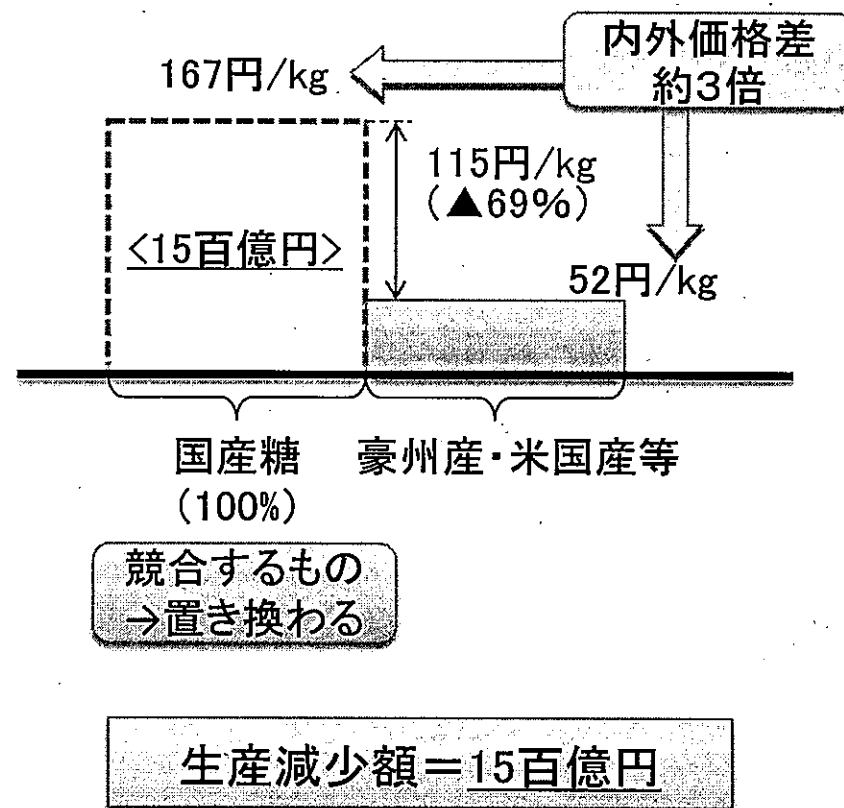 内外価格差
約3倍
167円/kg
115円/kg
(▲69%)
<15百億円>
52円/kg
国産糖
(100%)
豪州産・米国産等
競合するもの
→置き換わる
生産減少額=15百億円